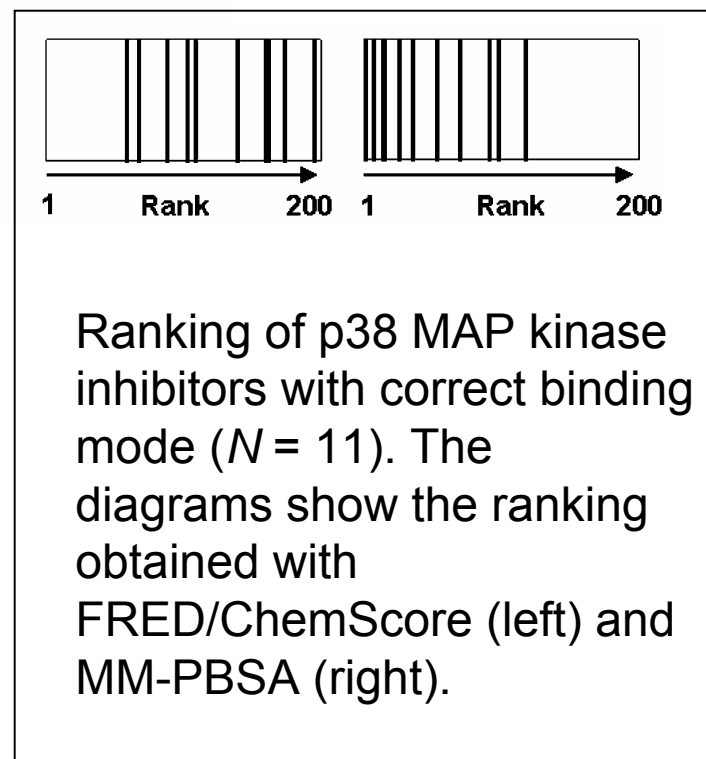 1 Rank 200 1 Rank 200
Ranking of p38 MAP kinase
inhibitors with correct binding
mode (N = 11). The
diagrams show the ranking
obtained with
FRED/ChemScore (left) and
MM-PBSA (right).